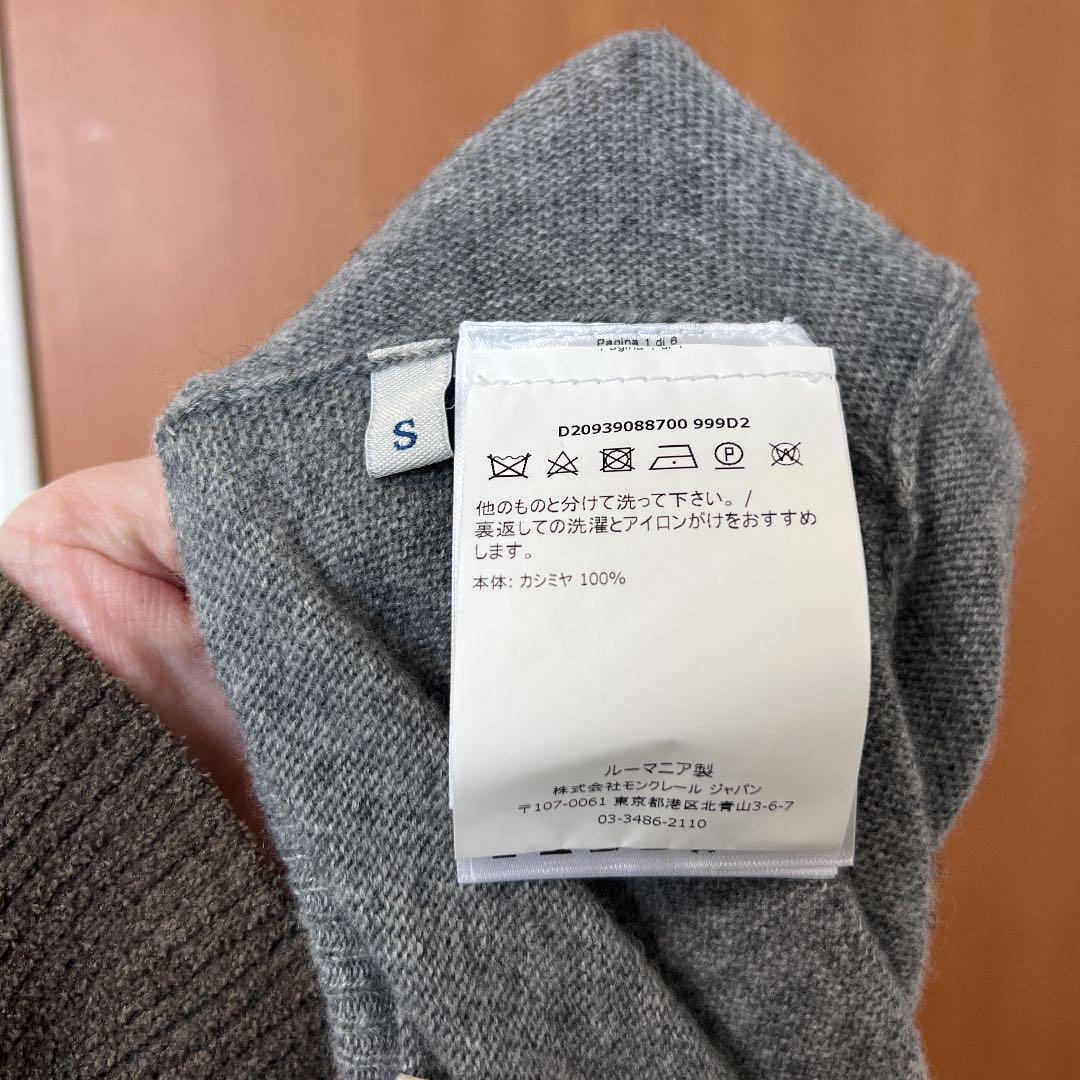 Pagina 1 di 6
S
D20939088700 999D2
P
W
他のものと分けて洗って下さい。/
裏返しての洗濯とアイロンがけをおすすめ
します。
本体: カシミヤ 100%
ルーマニア製
株式会社モンクレール ジャパン
〒107-0061 東京都港区北青山3-6-7
03-3486-2110